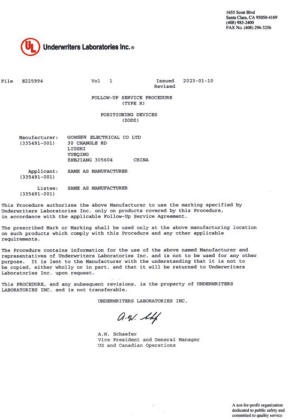 1655 Scott Blvd
Santa Clara, CA 95050-4169
(408) 985-2400
FAX No. (408) 296-3256
UL
Underwriters Laboratories Inc.®
File E225994 Vol 1 Issued 2023-01-10
Revised
FOLLOW-UP SERVICE PROCEDURE
(TYPE R)
POSITIONING DEVICES
Manufacturer: GOWSEN ELECTRICAL CO LTD
(335491-001) 30 CHANGLE RD
LIUSHI
YUEQING
ZHEJIANG 305604 CHINA
Applicant: SAME AS MANUFACTURER
(335491-001)
Listee: SAME AS MANUFACTURER
(335491-001)
This Procedure authorizes the above Manufacturer to use the marking specified by
Underwriters Laboratories Inc. only on products covered by this Procedure,
in accordance with the applicable Follow-Up Service Agreement.
The prescribed Mark or Marking shall be used only at the above manufacturing location
on such products which comply with this Procedure and any other applicable
requirements.
The Procedure contains information for the use of the above named Manufacturer and
representatives of Underwriters Laboratories Inc. and is not to be used for any other
purpose. It is lent to the Manufacturer with the understanding that it is not to
be copied, either wholly or in part, and that it will be returned to Underwriters
Laboratories Inc. upon request.
This PROCEDURE, and any subsequent revisions, is the property of UNDERWRITERS
LABORATORIES INC. and is not transferable.
UNDERWRITERS LABORATORIES INC.
A.W. Schaefer
Vice President and General Manager
US and Canadian Operations
A not-for-profit organization
dedicated to public safety and
committed to quality service